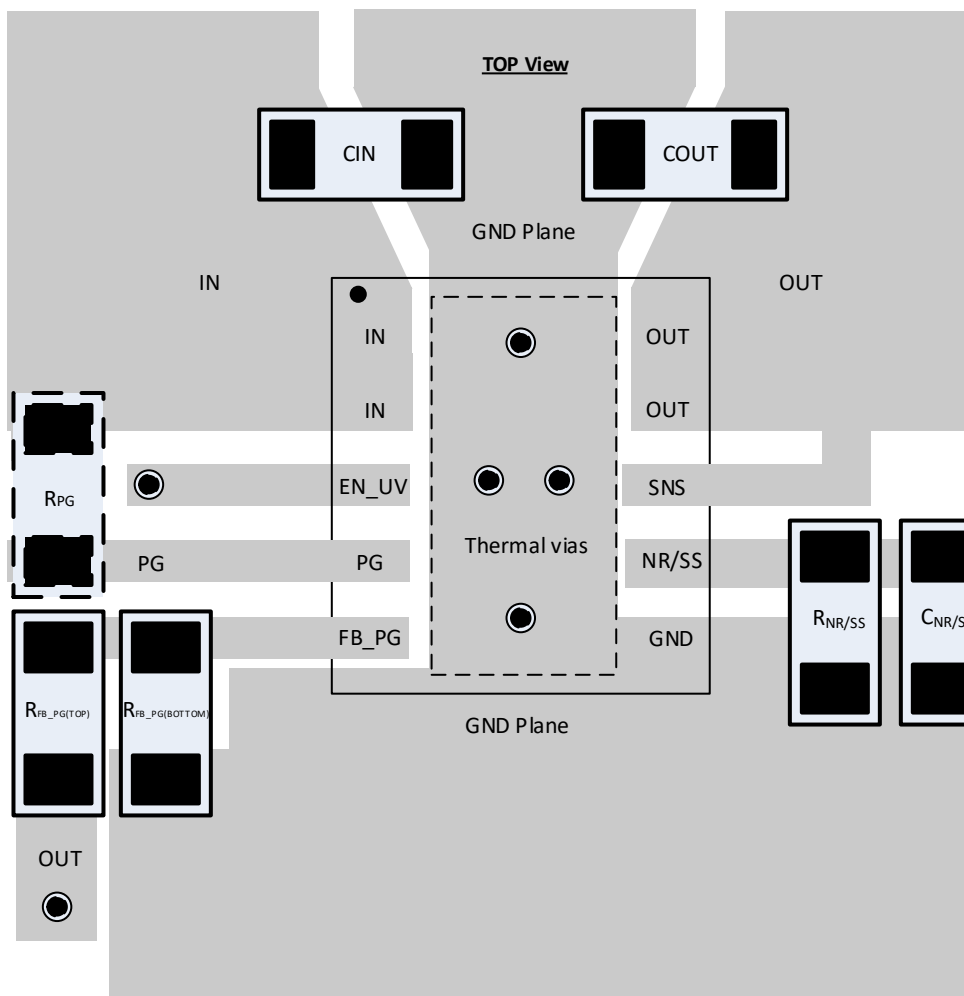 TOP View
CIN
COUT
GND Plane
IN
OUT
IN
OUT
IN
OUT
RPG
EN_UV
SNS
Thermal vias
PG
PG
NR/SS
FB_PG
GND
RNR/SS
CNR/S
RFB_PG(TOP)
RFB_PG(BOTTOM)
GND Plane
OUT